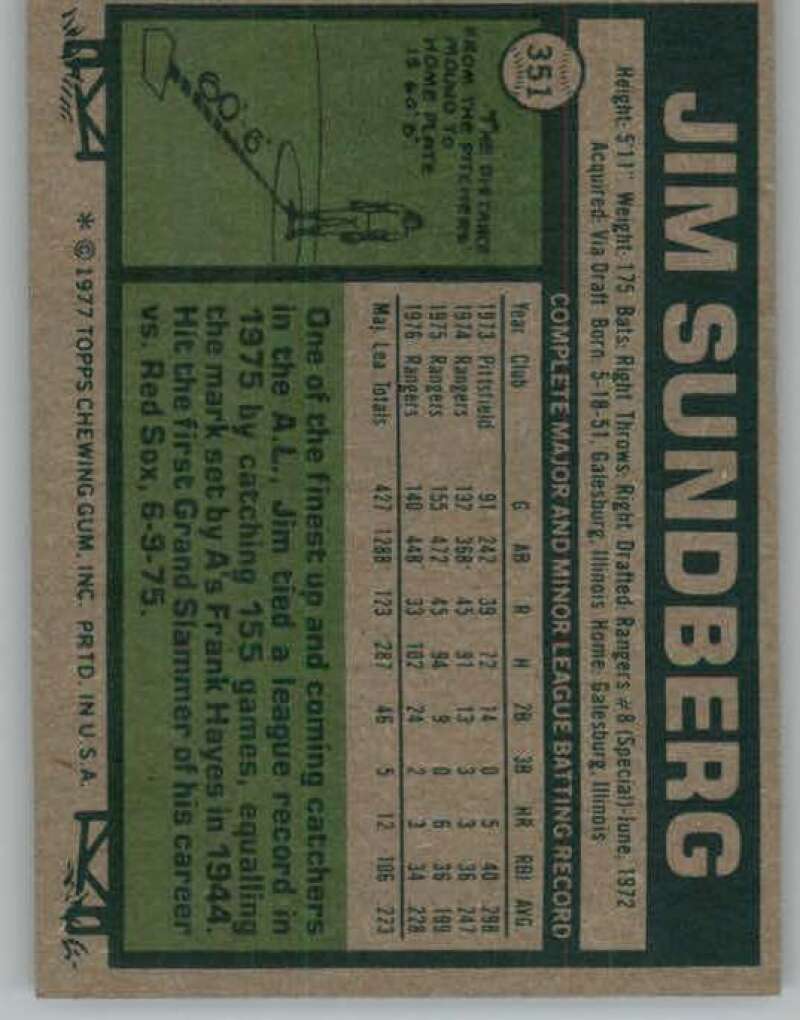 351
JIM SUNDBERG
Height: 5'11" Weight: 175 Bats: Right Throws: Right Drafted: Rangers #8 (Special)-June, 1972
Acquired: Via Draft Born: 5-18-51, Galesburg, Illinois Home: Galesburg, Illinois
COMPLETE MAJOR AND MINOR LEAGUE BATTING RECORD
Year Club G AB R H 2B 3B HR RBI AVG.
1973 Pittsfield 91 242 39 72 14 0 5 40 .298
1974 Rangers 132 368 45 91 13 3 3 36 .247
1975 Rangers 155 472 45 94 9 0 6 36 .199
1976 Rangers 140 448 33 102 24 2 3 34 .228
Maj. Lea. Totals 427 1288 123 287 46 5 12 106 .223
THE DISTANCE
FROM THE PITCHERS'
MOUND TO
HOME PLATE
IS 60' 6"
60' 6"
One of the finest up and coming catchers
in the A.L., Jim tied a league record in
1975 by catching 155 games, equalling
the mark set by A's Frank Hayes in 1944.
Hit the first Grand Slammer of his career
vs. Red Sox, 6-9-75.
* © 1977 TOPPS CHEWING GUM, INC. PRTD. IN U.S.A.